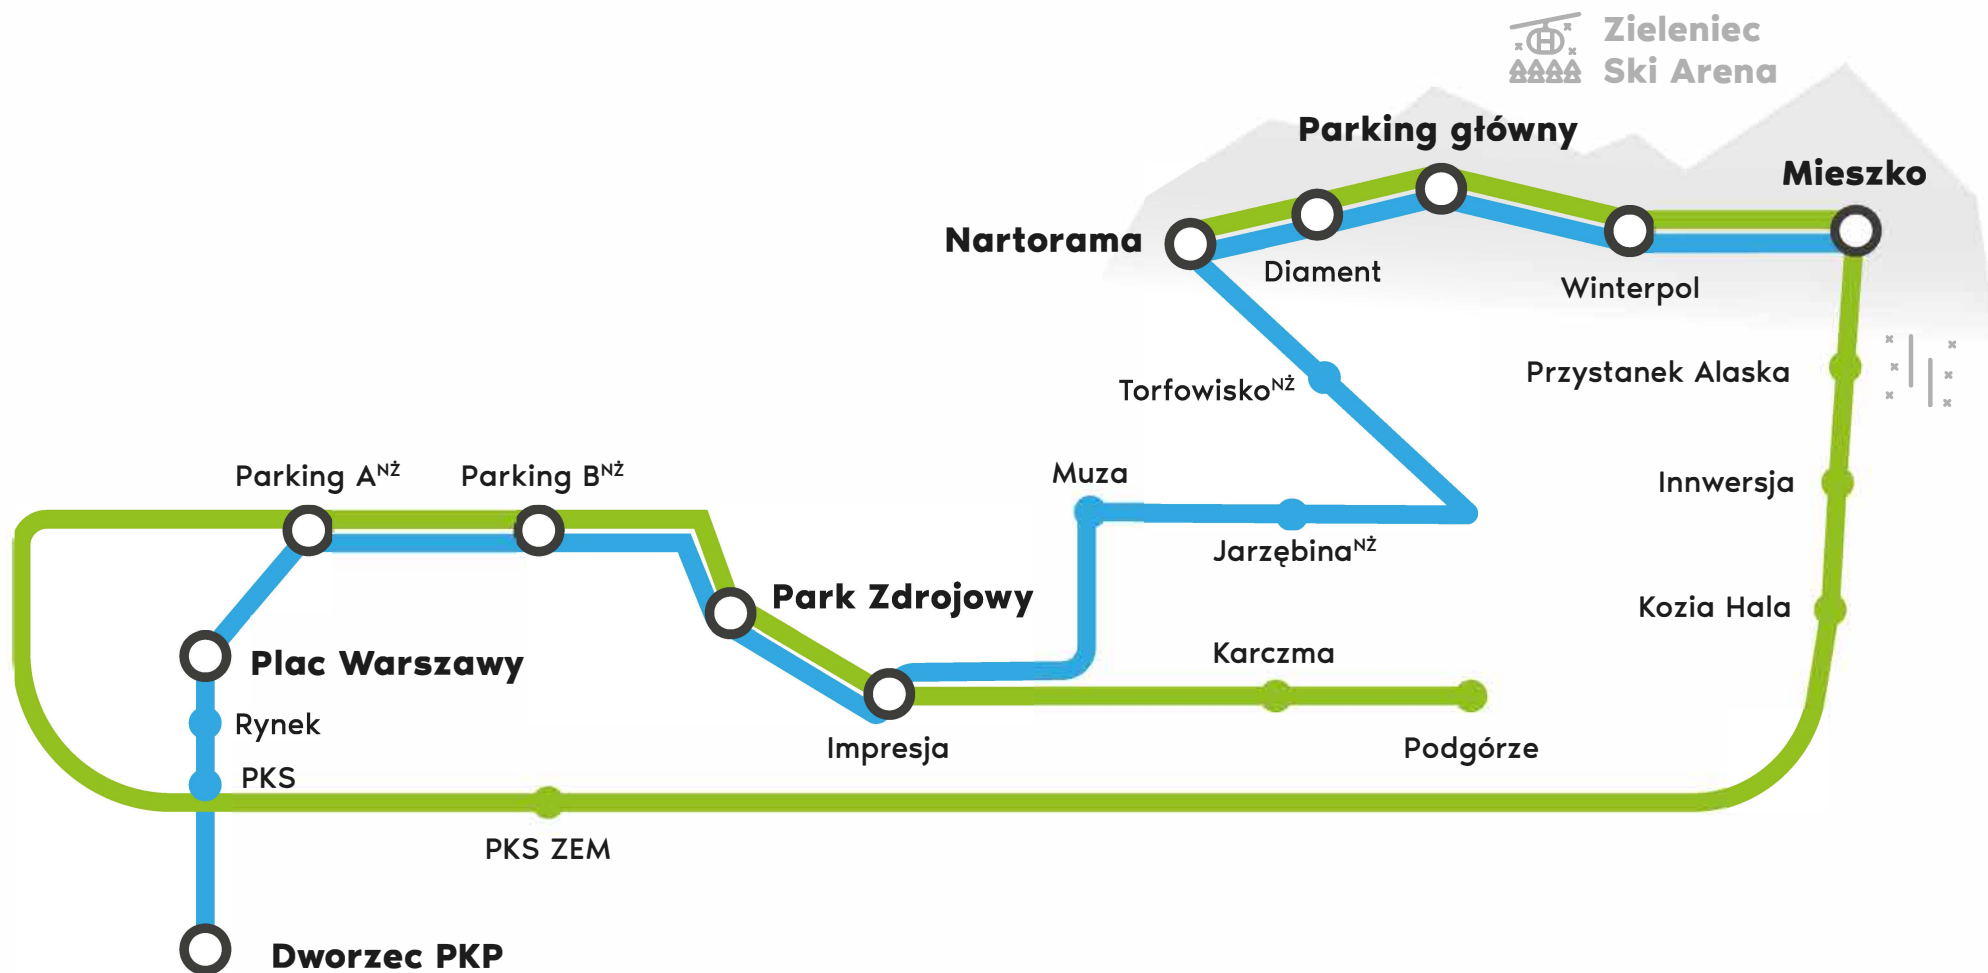 Zieleniec
Ski Arena
Parking główny
Mieszko
Nartorama
Diament
Winterpol
Przystanek Alaska
Torfowiskoᴺᶻ̇
Parking Aᴺᶻ̇
Parking Bᴺᶻ̇
Muza
Innwersja
Jarzębinaᴺᶻ̇
Park Zdrojowy
Kozia Hala
Plac Warszawy
Karczma
Rynek
Impresja
Podgórze
PKS
PKS ZEM
Dworzec PKP